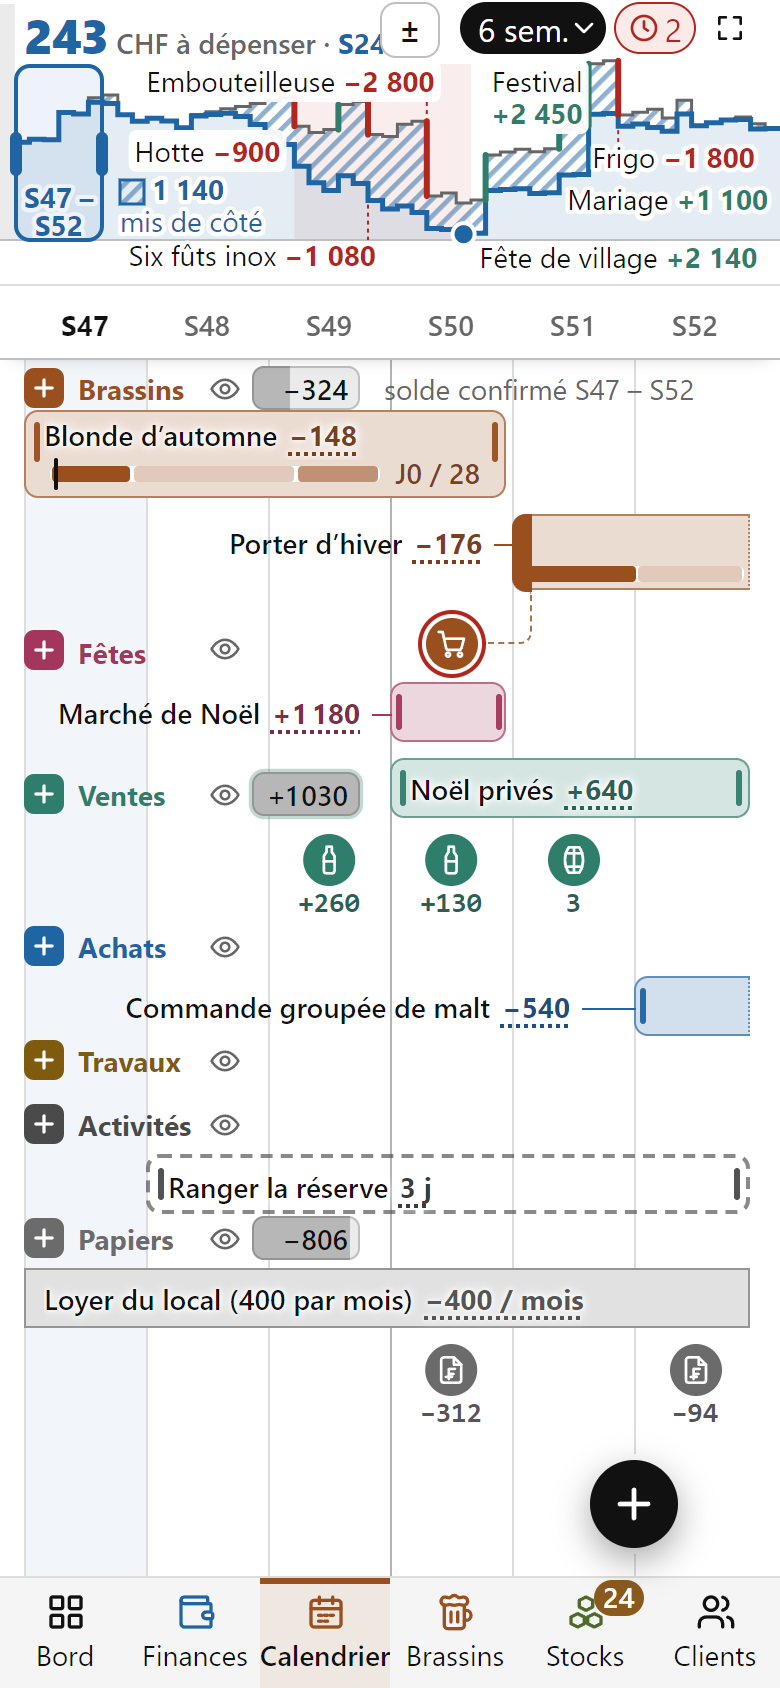 243 CHF à dépenser · S24
±
6 sem.
2
Embouteilleuse −2 800
Festival
+2 450
Hotte −900
Frigo −1 800
1 140
mis de côté
S47 –
S52
Mariage +1 100
Six fûts inox −1 080
Fête de village +2 140
S47 S48 S49 S50 S51 S52
Brassins −324 solde confirmé S47 – S52
Blonde d’automne −148
J0 / 28
Porter d’hiver −176
Fêtes
Marché de Noël +1 180
Ventes +1030 Noël privés +640
+260 +130 3
Achats
Commande groupée de malt −540
Travaux
Activités
Ranger la réserve 3 j
Papiers −806
Loyer du local (400 par mois) −400 / mois
−312 −94
24
Bord Finances Calendrier Brassins Stocks Clients